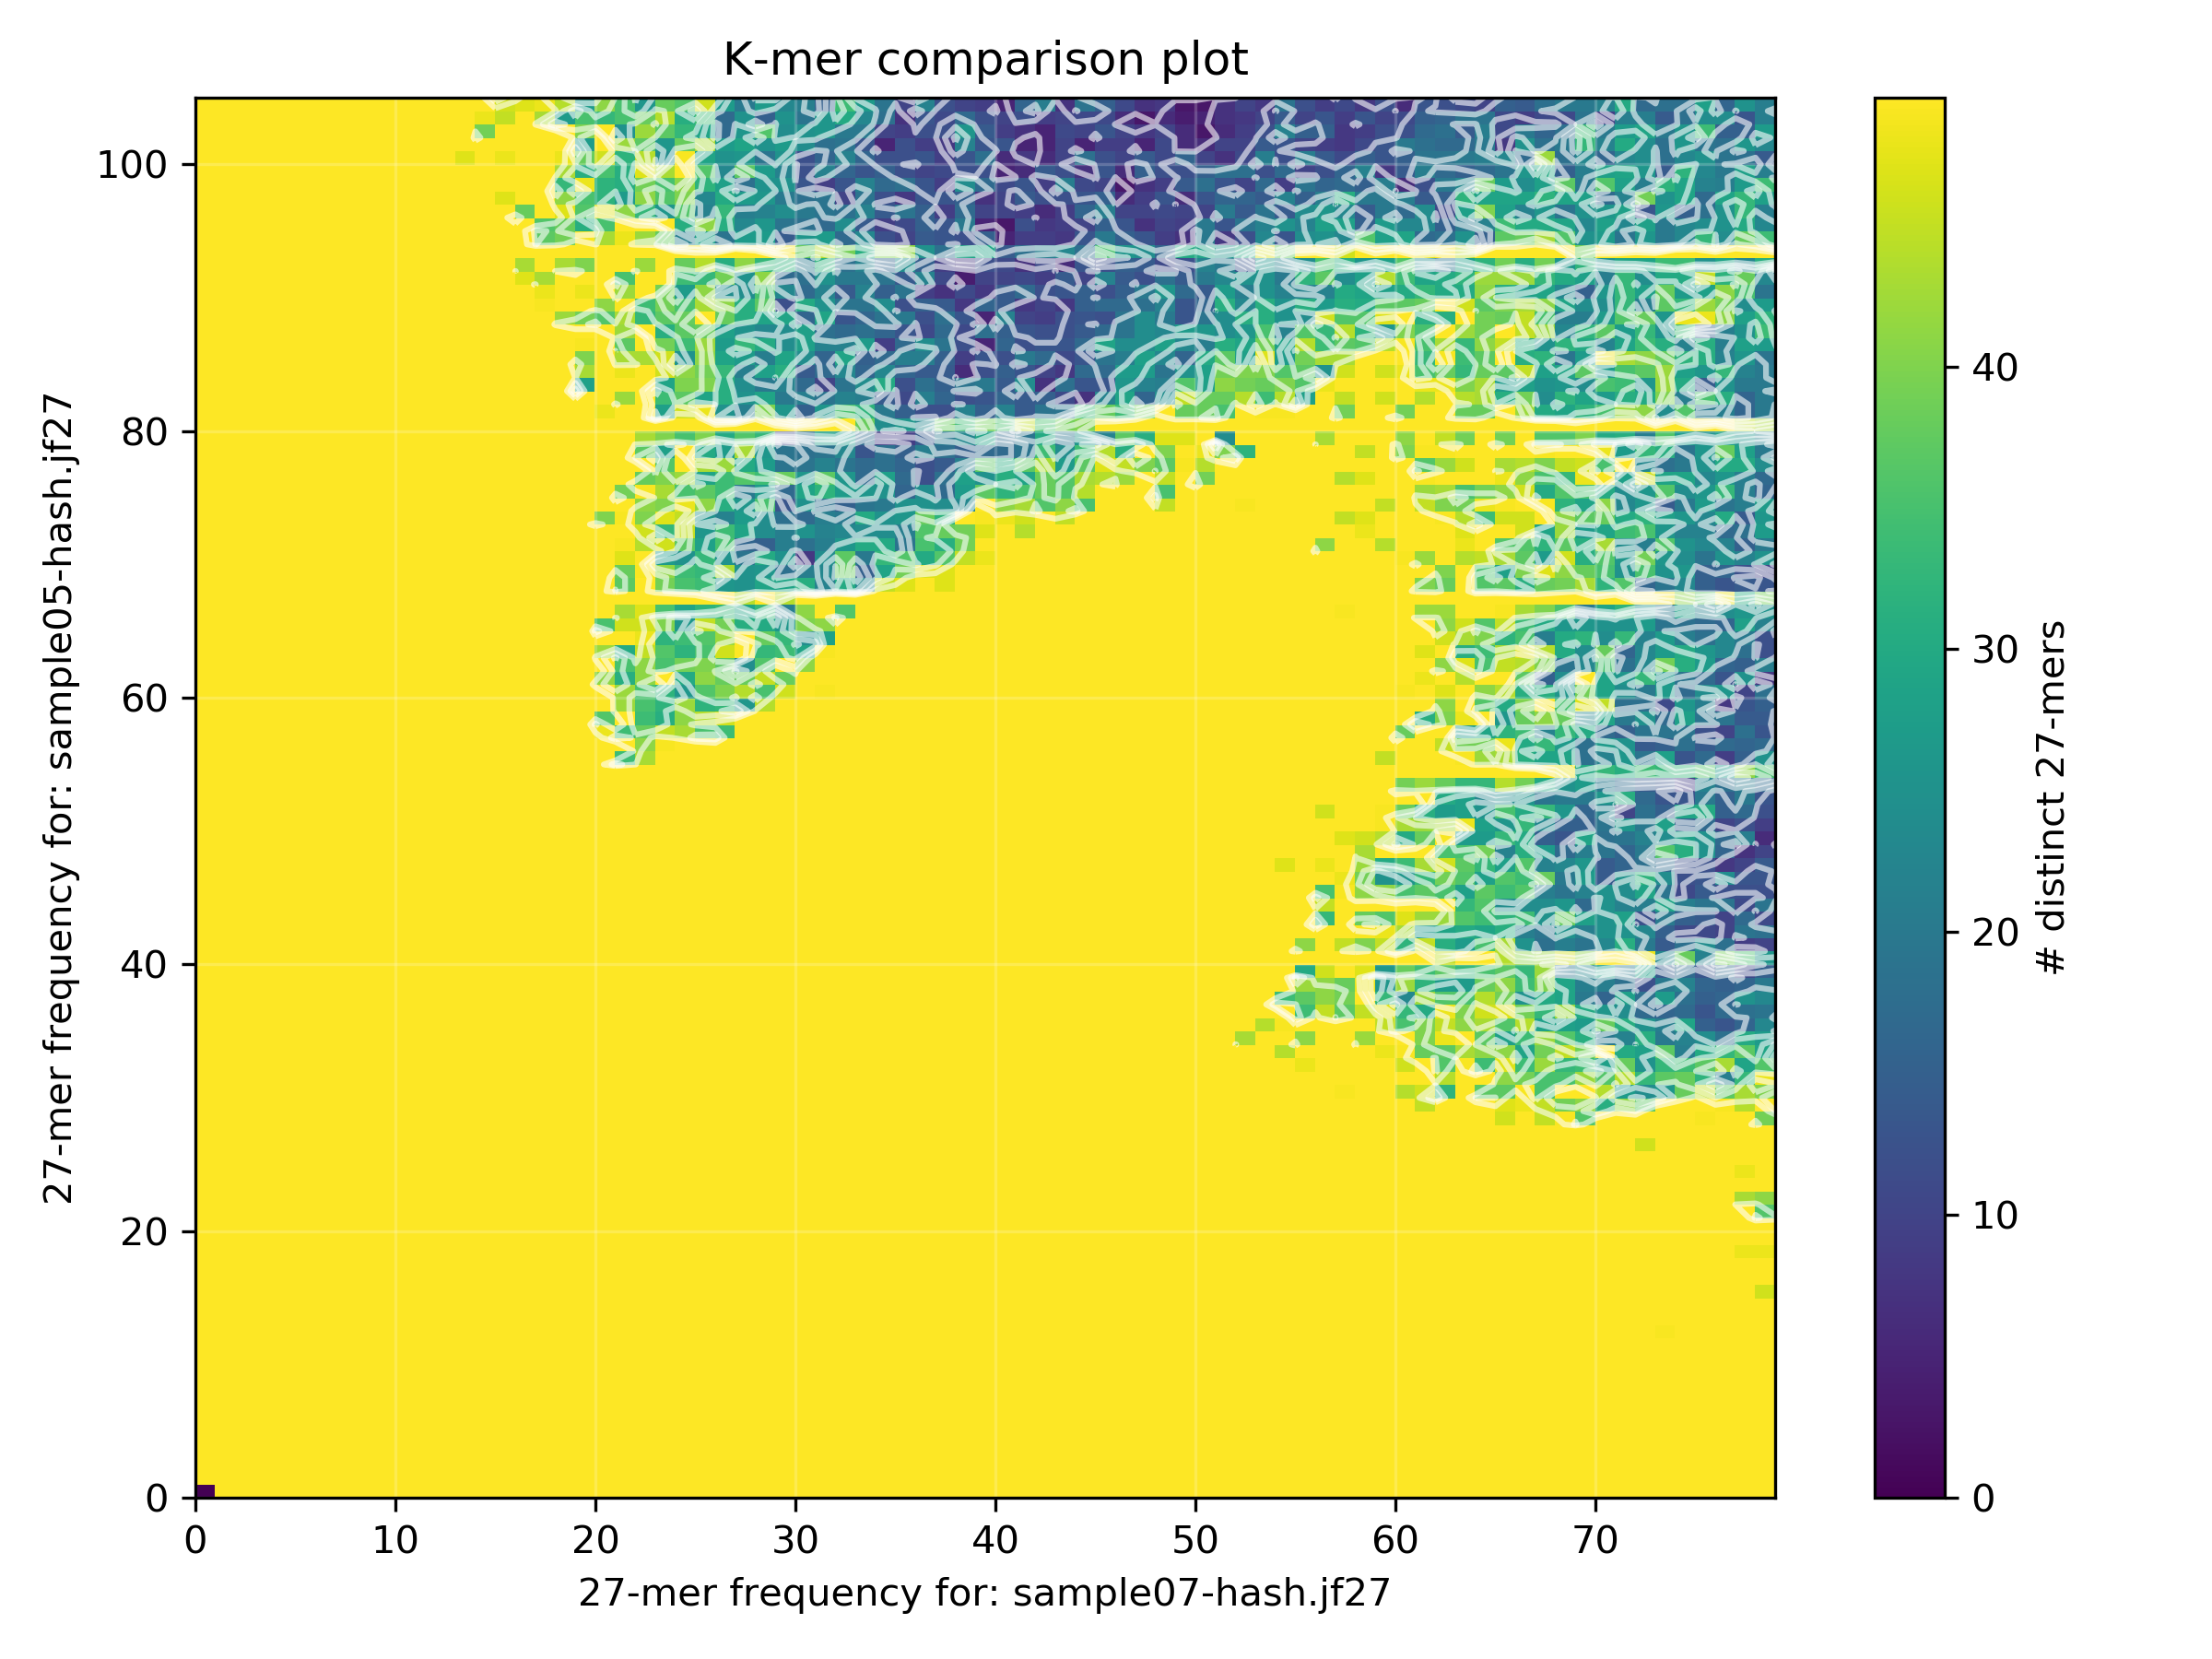 K-mer comparison plot
27-mer frequency for: sample05-hash.jf27
100
80
60
40
20
0
0 10 20 30 40 50 60 70
27-mer frequency for: sample07-hash.jf27
40
30
20
10
0
# distinct 27-mers